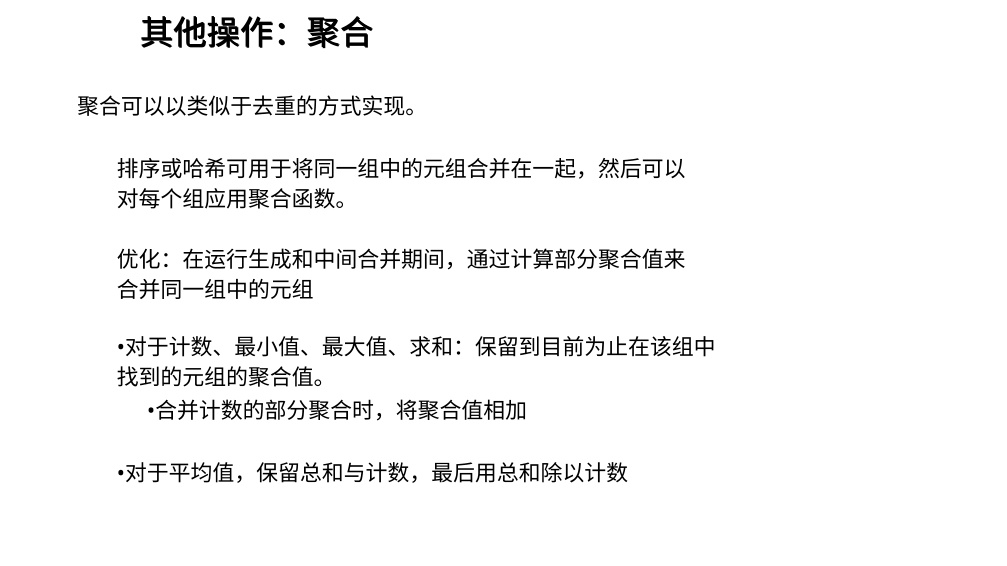 其他操作：聚合
聚合可以以类似于去重的方式实现。
排序或哈希可用于将同一组中的元组合并在一起，然后可以
对每个组应用聚合函数。
优化：在运行生成和中间合并期间，通过计算部分聚合值来
合并同一组中的元组
•对于计数、最小值、最大值、求和：保留到目前为止在该组中
找到的元组的聚合值。
•合并计数的部分聚合时，将聚合值相加
•对于平均值，保留总和与计数，最后用总和除以计数